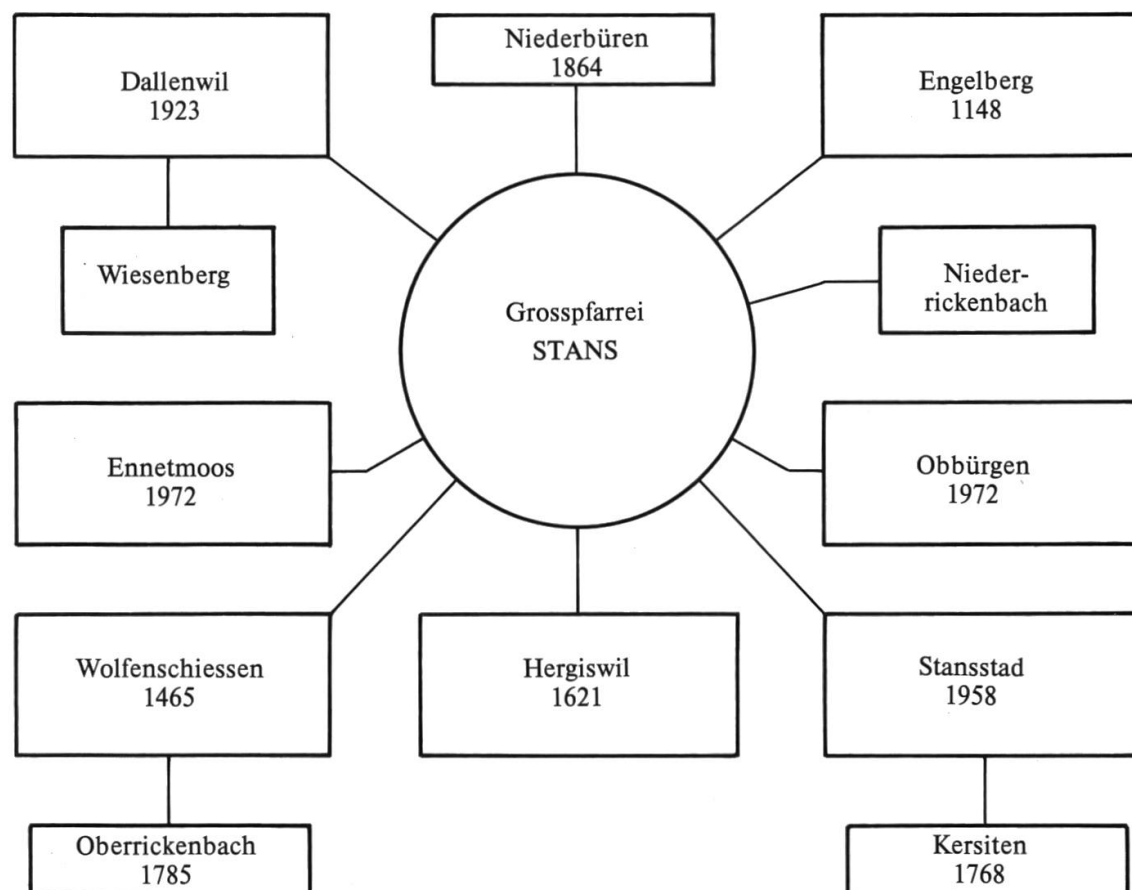 Dallenwil
1923
Niederbüren
1864
Engelberg
1148
Wiesenberg
Nieder-
rickenbach
Grosspfarrei
STANS
Ennetmoos
1972
Obbürgen
1972
Wolfenschiessen
1465
Hergiswil
1621
Stansstad
1958
Oberrickenbach
1785
Kersiten
1768